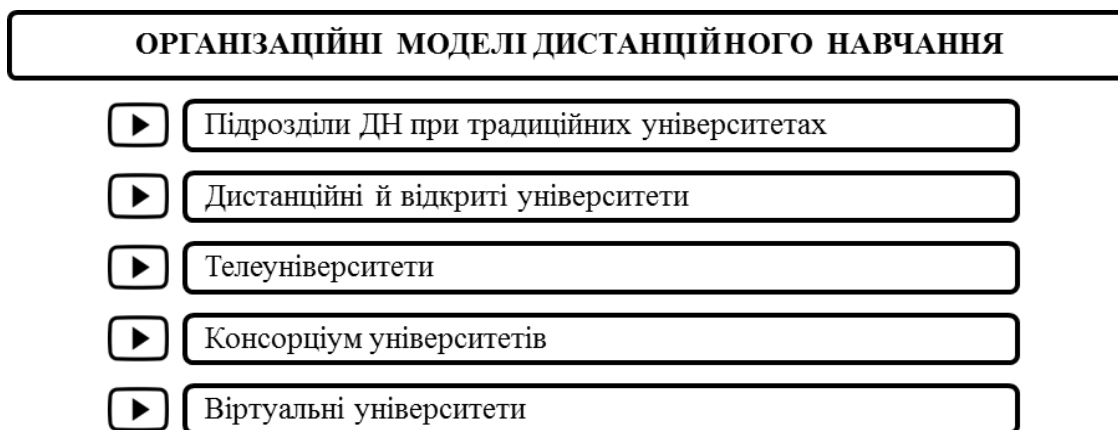 ОРГАНІЗАЦІЙНІ МОДЕЛІ ДИСТАНЦІЙНОГО НАВЧАННЯ
Підрозділи ДН при традиційних університетах
Дистанційні й відкриті університети
Телеуніверситети
Консорціум університетів
Віртуальні університети